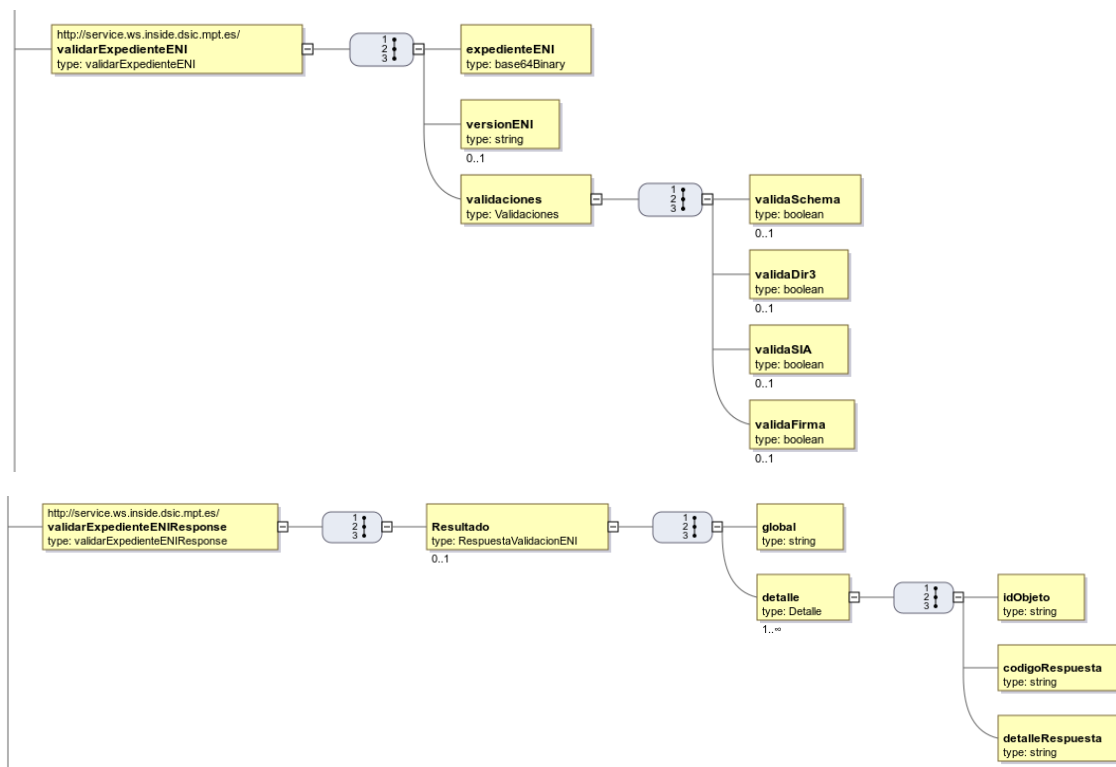 http://service.ws.inside.dsic.mpt.es/
validarExpedienteENI
type: validarExpedienteENI
1
2
3
expedienteENI
type: base64Binary
versionENI
type: string
0..1
validaciones
type: Validaciones
1
2
3
validaSchema
type: boolean
0..1
validaDir3
type: boolean
0..1
validaSIA
type: boolean
0..1
validaFirma
type: boolean
0..1
http://service.ws.inside.dsic.mpt.es/
validarExpedienteENIResponse
type: validarExpedienteENIResponse
1
2
3
Resultado
type: RespuestaValidacionENI
0..1
1
2
3
global
type: string
detalle
type: Detalle
1..∞
1
2
3
idObjeto
type: string
codigoRespuesta
type: string
detalleRespuesta
type: string